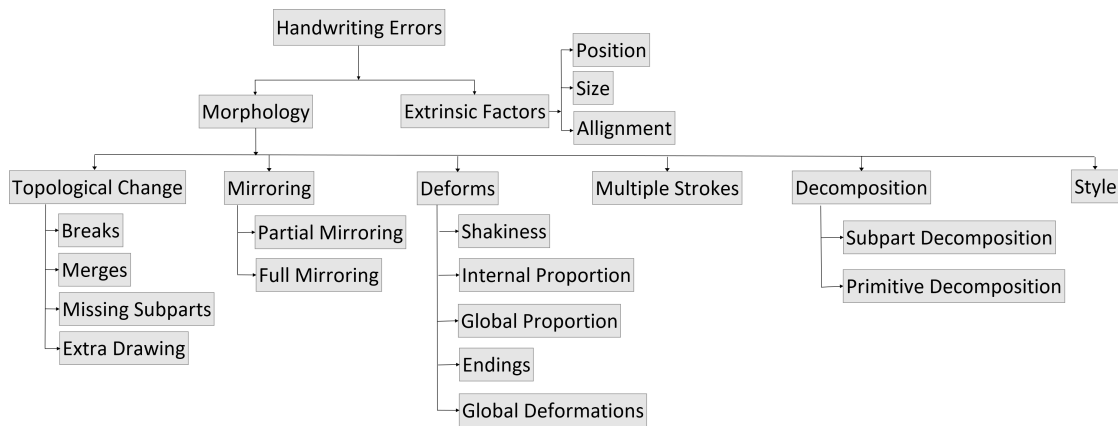 Handwriting Errors
Position
Size
Morphology
Extrinsic Factors
Allignment
Topological Change
Mirroring
Deforms
Multiple Strokes
Decomposition
Style
Breaks
Merges
Missing Subparts
Extra Drawing
Partial Mirroring
Full Mirroring
Shakiness
Internal Proportion
Global Proportion
Endings
Global Deformations
Subpart Decomposition
Primitive Decomposition